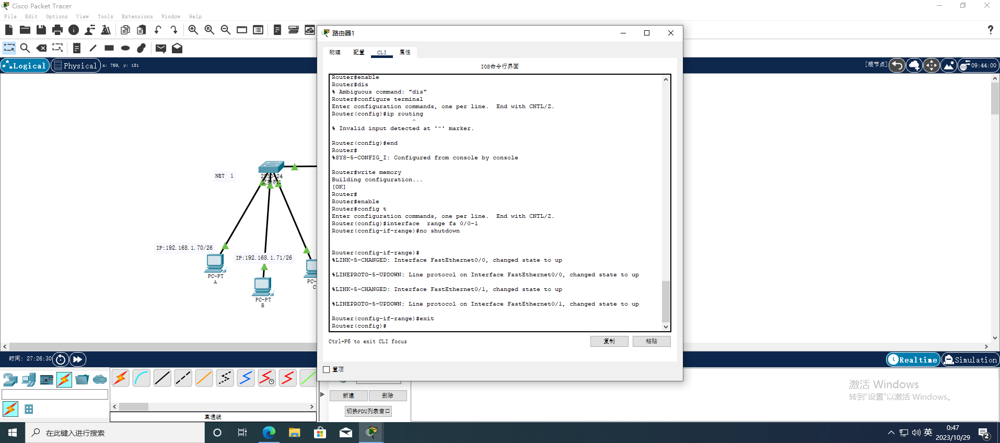 Cisco Packet Tracer
File Edit Options View Tools Extensions Window Help
Logical Physical x: 769, y: 181
[根节点] 09:44:00
NET 1
2950-24
交换机1
IP:192.168.1.70/26
IP:192.168.1.71/26
PC-PT
A
PC-PT
B
PC-
C
路由器1
物理 配置 CLI 属性
IOS命令行界面
Router#enable
Router#dis
% Ambiguous command: "dis"
Router#configure terminal
Enter configuration commands, one per line.  End with CNTL/Z.
Router(config)#ip routing
^
% Invalid input detected at '^' marker.
Router(config)#end
Router#
%SYS-5-CONFIG_I: Configured from console by console
Router#write memory
Building configuration...
[OK]
Router#
Router#enable
Router#config t
Enter configuration commands, one per line.  End with CNTL/Z.
Router(config)#interface  range fa 0/0-1
Router(config-if-range)#no shutdown
Router(config-if-range)#
%LINK-5-CHANGED: Interface FastEthernet0/0, changed state to up
%LINEPROTO-5-UPDOWN: Line protocol on Interface FastEthernet0/0, changed state to up
%LINK-5-CHANGED: Interface FastEthernet0/1, changed state to up
%LINEPROTO-5-UPDOWN: Line protocol on Interface FastEthernet0/1, changed state to up
Router(config-if-range)#exit
Router(config)#
Ctrl+F6 to exit CLI focus
复制 粘贴
置顶
时间: 27:26:30
Realtime Simulation
新建 删除
切换PDU列表窗口
直通线
激活 Windows
转到"设置"以激活 Windows。
在此键入进行搜索
英
0:47
2023/10/29
2